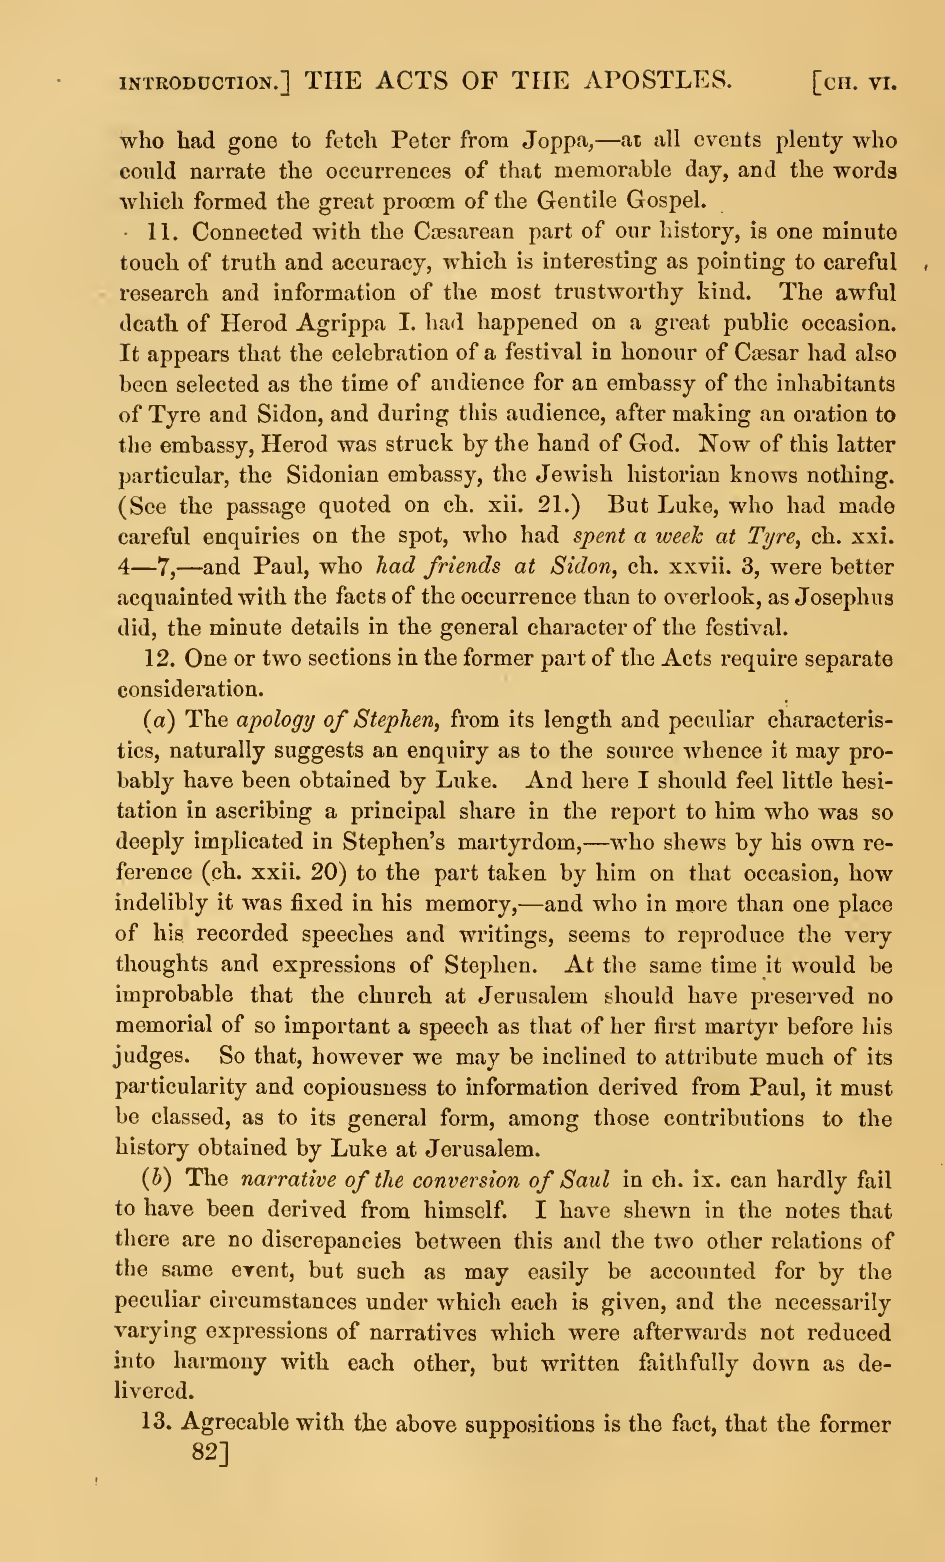 INTRODUCTION.] THE ACTS OF THE APOSTLES. [CH. VI.
who had gone to fetch Peter from Joppa,—at all events plenty who
could narrate the occurrences of that memorable day, and the words
which formed the great proœm of the Gentile Gospel.
11. Connected with the Cæsarean part of our history, is one minute
touch of truth and accuracy, which is interesting as pointing to careful
research and information of the most trustworthy kind. The awful
death of Herod Agrippa I. had happened on a great public occasion.
It appears that the celebration of a festival in honour of Cæsar had also
been selected as the time of audience for an embassy of the inhabitants
of Tyre and Sidon, and during this audience, after making an oration to
the embassy, Herod was struck by the hand of God. Now of this latter
particular, the Sidonian embassy, the Jewish historian knows nothing.
(See the passage quoted on ch. xii. 21.) But Luke, who had made
careful enquiries on the spot, who had spent a week at Tyre, ch. xxi.
4—7,—and Paul, who had friends at Sidon, ch. xxvii. 3, were better
acquainted with the facts of the occurrence than to overlook, as Josephus
did, the minute details in the general character of the festival.
12. One or two sections in the former part of the Acts require separate
consideration.
(a) The apology of Stephen, from its length and peculiar characteris-
tics, naturally suggests an enquiry as to the source whence it may pro-
bably have been obtained by Luke. And here I should feel little hesi-
tation in ascribing a principal share in the report to him who was so
deeply implicated in Stephen's martyrdom,—who shews by his own re-
ference (ch. xxii. 20) to the part taken by him on that occasion, how
indelibly it was fixed in his memory,—and who in more than one place
of his recorded speeches and writings, seems to reproduce the very
thoughts and expressions of Stephen. At the same time it would be
improbable that the church at Jerusalem should have preserved no
memorial of so important a speech as that of her first martyr before his
judges. So that, however we may be inclined to attribute much of its
particularity and copiousness to information derived from Paul, it must
be classed, as to its general form, among those contributions to the
history obtained by Luke at Jerusalem.
(b) The narrative of the conversion of Saul in ch. ix. can hardly fail
to have been derived from himself. I have shewn in the notes that
there are no discrepancies between this and the two other relations of
the same event, but such as may easily be accounted for by the
peculiar circumstances under which each is given, and the necessarily
varying expressions of narratives which were afterwards not reduced
into harmony with each other, but written faithfully down as de-
livered.
13. Agreeable with the above suppositions is the fact, that the former
82]